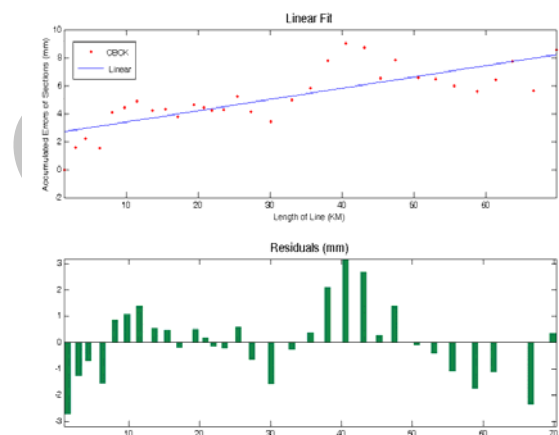 Linear Fit
CBCK
Linear
Accumulated Errors of Sections (mm)
10
8
6
4
2
0
-2
10 20 30 40 50 60
Length of Line (KM)
Residuals (mm)
3
2
1
0
-1
-2
-3
10 20 30 40 50 60 70